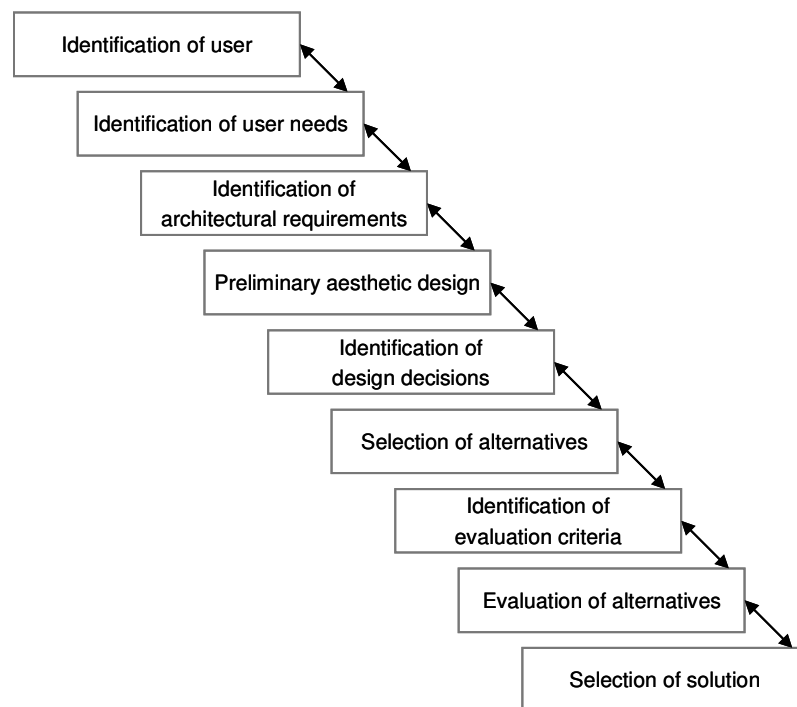 Identification of user
Identification of user needs
Identification of
architectural requirements
Preliminary aesthetic design
Identification of
design decisions
Selection of alternatives
Identification of
evaluation criteria
Evaluation of alternatives
Selection of solution